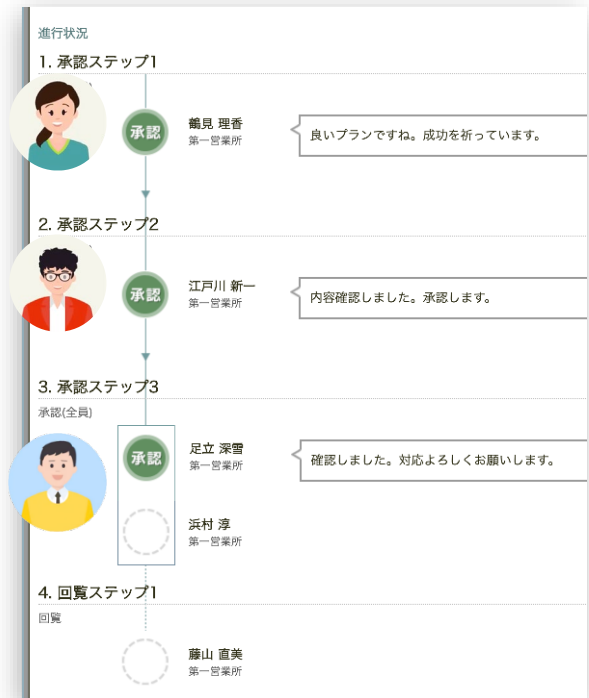 進行状況
1. 承認ステップ1
承認
鶴見 理香
第一営業所
良いプランですね。成功を祈っています。
2. 承認ステップ2
承認
江戸川 新一
第一営業所
内容確認しました。承認します。
3. 承認ステップ3
承認(全員)
承認
足立 深雪
第一営業所
確認しました。対応よろしくお願いします。
浜村 淳
第一営業所
4. 回覧ステップ1
回覧
藤山 直美
第一営業所